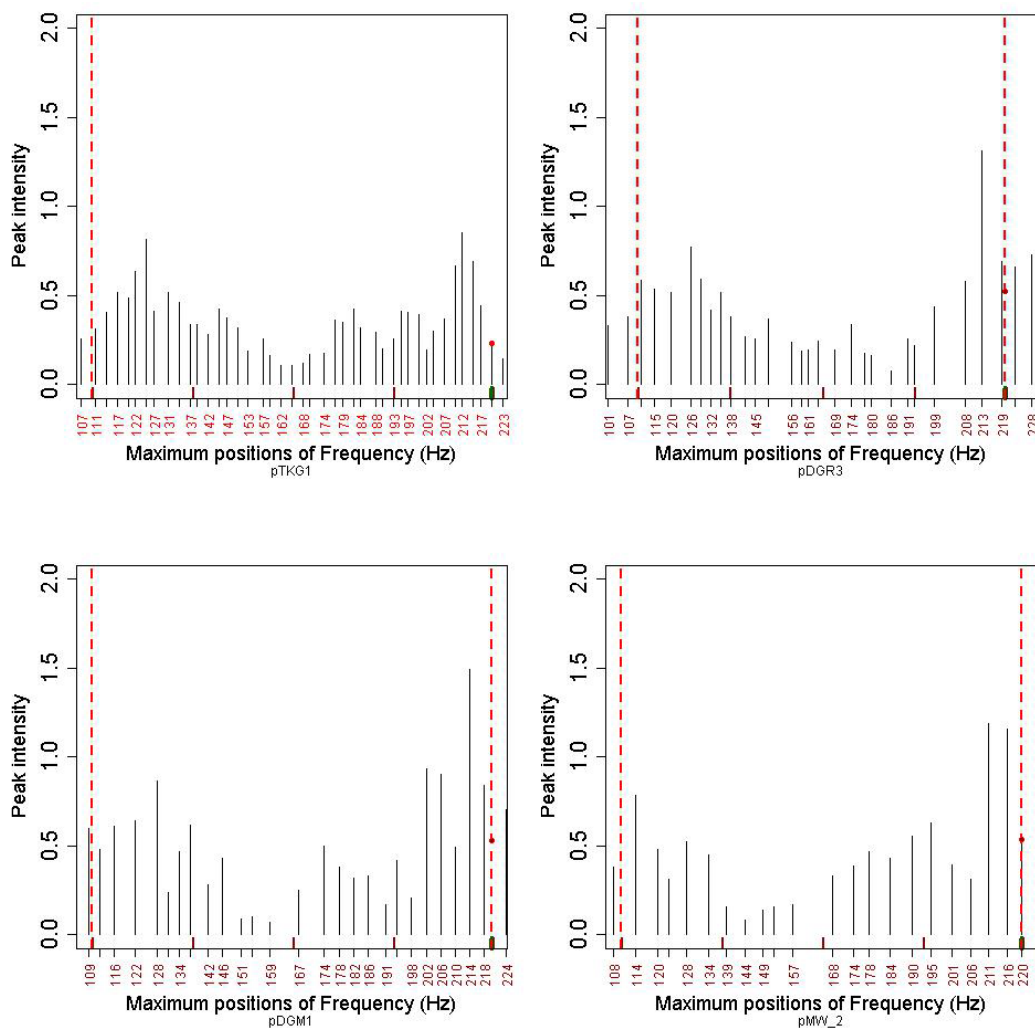 2.0
1.5
1.0
0.5
0.0
Peak intensity
107 111 117 122 127 131 137 142 147 153 157 162 168 174 179 184 188 193 197 202 207 212 217 223
Maximum positions of Frequency (Hz)
pTKG1
2.0
1.5
1.0
0.5
0.0
Peak intensity
101 107 115 120 126 132 138 145 156 161 169 174 180 186 191 199 208 213 219 228
Maximum positions of Frequency (Hz)
pDGR3
2.0
1.5
1.0
0.5
0.0
Peak intensity
109 116 122 128 134 142 146 151 159 167 174 178 182 186 191 198 202 206 210 214 218 224
Maximum positions of Frequency (Hz)
pDGM1
2.0
1.5
1.0
0.5
0.0
Peak intensity
108 114 120 128 134 139 144 149 157 168 174 178 184 190 195 201 206 211 216 220
Maximum positions of Frequency (Hz)
pMW_2